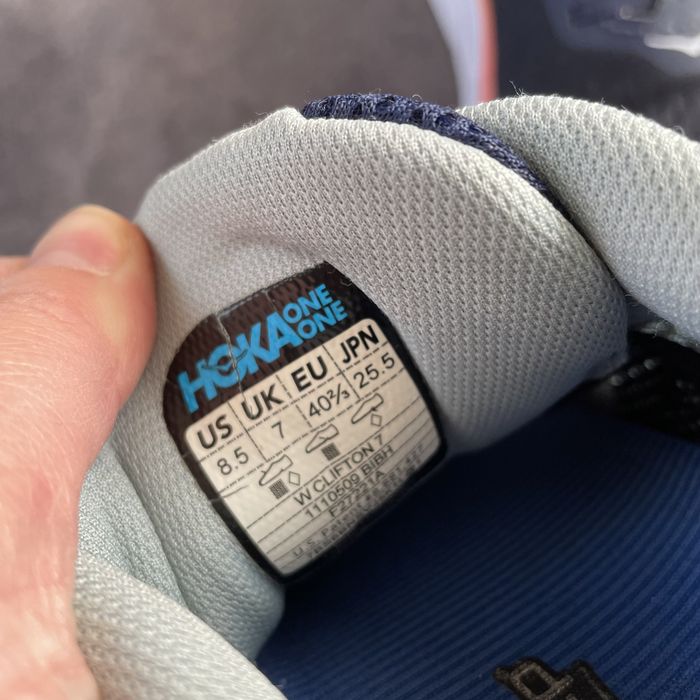 HOKA ONE ONE
US UK EU JPN
8.5 7 40⅔ 25.5
W CLIFTON 7
1110509 BIBH